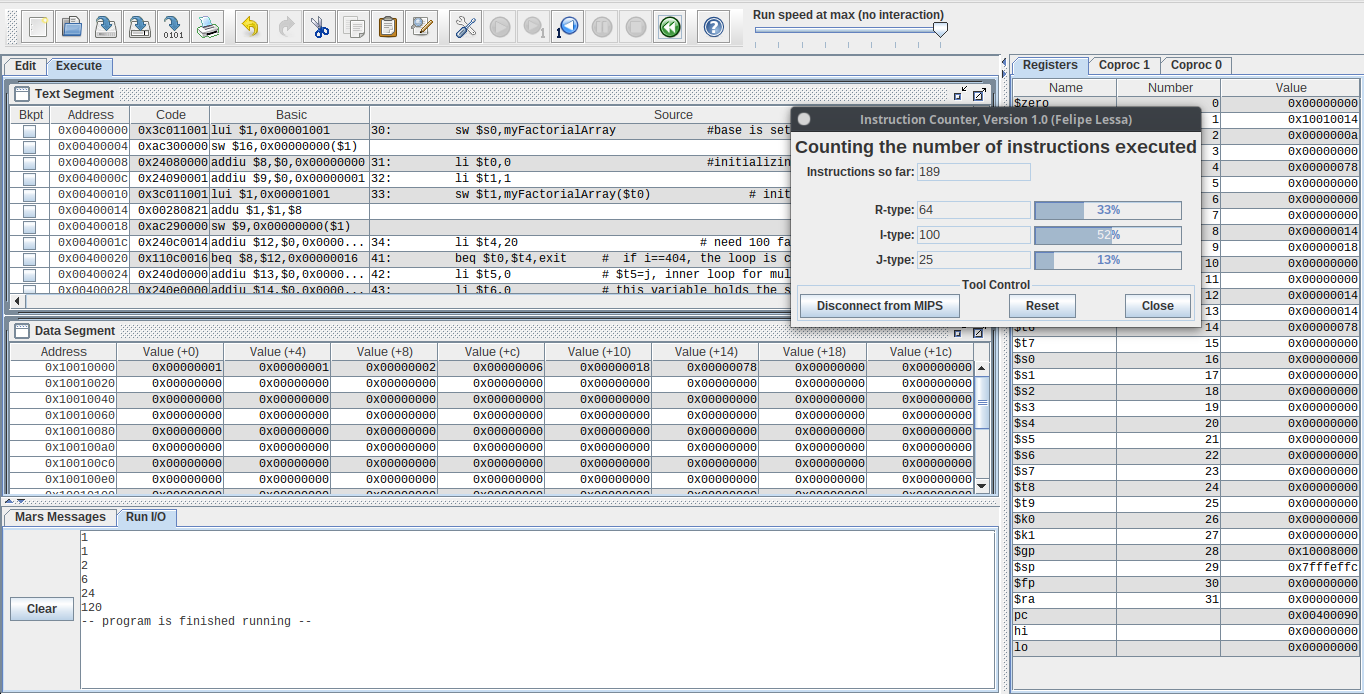 0101
1
1
Run speed at max (no interaction)
Edit Execute
Text Segment
Bkpt Address Code Basic Source
0x00400000 0x3c011001 lui $1,0x00001001 30: sw $s0,myFactorialArray #base is set
0x00400004 0xac300000 sw $16,0x00000000($1)
0x00400008 0x24080000 addiu $8,$0,0x00000000 31: li $t0,0 #initializin
0x0040000c 0x24090001 addiu $9,$0,0x00000001 32: li $t1,1
0x00400010 0x3c011001 lui $1,0x00001001 33: sw $t1,myFactorialArray($t0) # init
0x00400014 0x00280821 addu $1,$1,$8
0x00400018 0xac290000 sw $9,0x00000000($1)
0x0040001c 0x240c0014 addiu $12,$0,0x0000... 34: li $t4,20 # need 100 fa
0x00400020 0x110c0016 beq $8,$12,0x00000016 41: beq $t0,$t4,exit # if i==404, the loop is c
0x00400024 0x240d0000 addiu $13,$0,0x0000... 42: li $t5,0 # $t5=j, inner loop for mul
0x00400028 0x240e0000 addiu $14,$0,0x0000... 43: li $t6,0 # this variable holds the s
Data Segment
Address Value (+0) Value (+4) Value (+8) Value (+c) Value (+10) Value (+14) Value (+18) Value (+1c)
0x10010000 0x00000001 0x00000001 0x00000002 0x00000006 0x00000018 0x00000078 0x00000000 0x00000000
0x10010020 0x00000000 0x00000000 0x00000000 0x00000000 0x00000000 0x00000000 0x00000000 0x00000000
0x10010040 0x00000000 0x00000000 0x00000000 0x00000000 0x00000000 0x00000000 0x00000000 0x00000000
0x10010060 0x00000000 0x00000000 0x00000000 0x00000000 0x00000000 0x00000000 0x00000000 0x00000000
0x10010080 0x00000000 0x00000000 0x00000000 0x00000000 0x00000000 0x00000000 0x00000000 0x00000000
0x100100a0 0x00000000 0x00000000 0x00000000 0x00000000 0x00000000 0x00000000 0x00000000 0x00000000
0x100100c0 0x00000000 0x00000000 0x00000000 0x00000000 0x00000000 0x00000000 0x00000000 0x00000000
0x100100e0 0x00000000 0x00000000 0x00000000 0x00000000 0x00000000 0x00000000 0x00000000 0x00000000
Mars Messages Run I/O
Clear
1
1
2
6
24
120
-- program is finished running --
Instruction Counter, Version 1.0 (Felipe Lessa)
Counting the number of instructions executed
Instructions so far: 189
R-type: 64 33%
I-type: 100 52%
J-type: 25 13%
Tool Control
Disconnect from MIPS Reset Close
Registers Coproc 1 Coproc 0
Name Number Value
$zero 0 0x00000000
1 0x10010014
2 0x0000000a
3 0x00000000
4 0x00000078
5 0x00000000
6 0x00000000
7 0x00000000
8 0x00000014
9 0x00000018
10 0x00000000
11 0x00000000
12 0x00000014
13 0x00000014
$t6 14 0x00000078
$t7 15 0x00000000
$s0 16 0x00000000
$s1 17 0x00000000
$s2 18 0x00000000
$s3 19 0x00000000
$s4 20 0x00000000
$s5 21 0x00000000
$s6 22 0x00000000
$s7 23 0x00000000
$t8 24 0x00000000
$t9 25 0x00000000
$k0 26 0x00000000
$k1 27 0x00000000
$gp 28 0x10008000
$sp 29 0x7fffeffc
$fp 30 0x00000000
$ra 31 0x00000000
pc 0x00400090
hi 0x00000000
lo 0x00000000